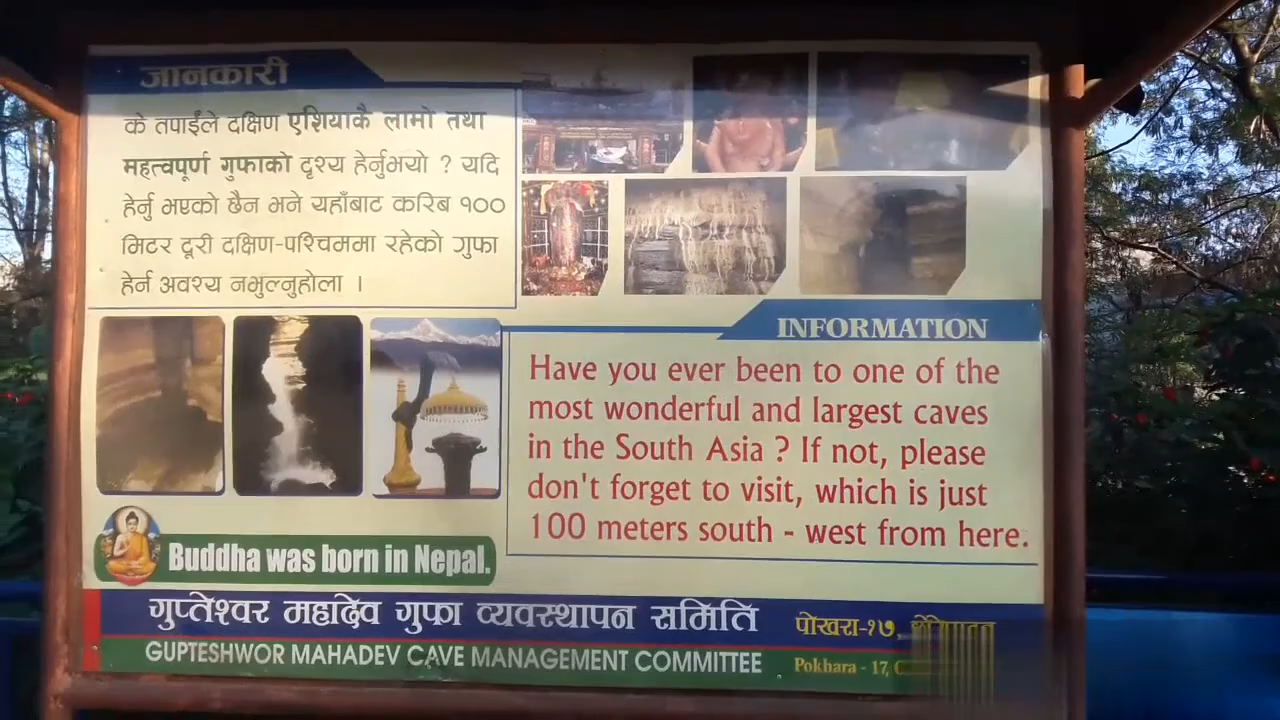 जानकारी
के तपाईंले दक्षिण एशियाकै लामो तथा
महत्वपूर्ण गुफाको दृश्य हेर्नुभयो ? यदि
हेर्नु भएको छैन भने यहाँबाट करिब १००
मिटर दूरी दक्षिण-पश्चिममा रहेको गुफा
हेर्न अवश्य नभुल्नुहोला ।
INFORMATION
Have you ever been to one of the
most wonderful and largest caves
in the South Asia ? If not, please
don't forget to visit, which is just
100 meters south - west from here.
Buddha was born in Nepal.
गुप्तेश्वर महादेव गुफा व्यवस्थापन समिति
पोखरा-१७,
GUPTESHWOR MAHADEV CAVE MANAGEMENT COMMITTEE
Pokhara - 17,